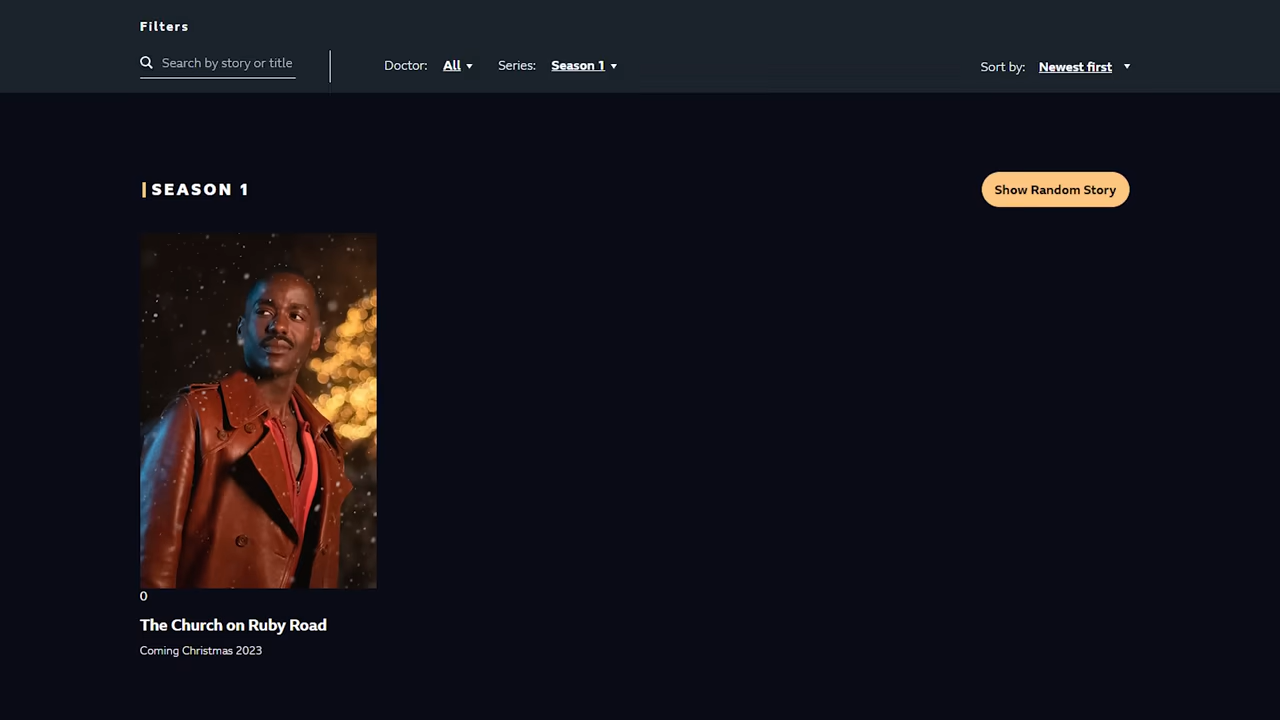 Filters
Search by story or title
Doctor: All Series: Season 1
Sort by: Newest first
SEASON 1
Show Random Story
0
The Church on Ruby Road
Coming Christmas 2023